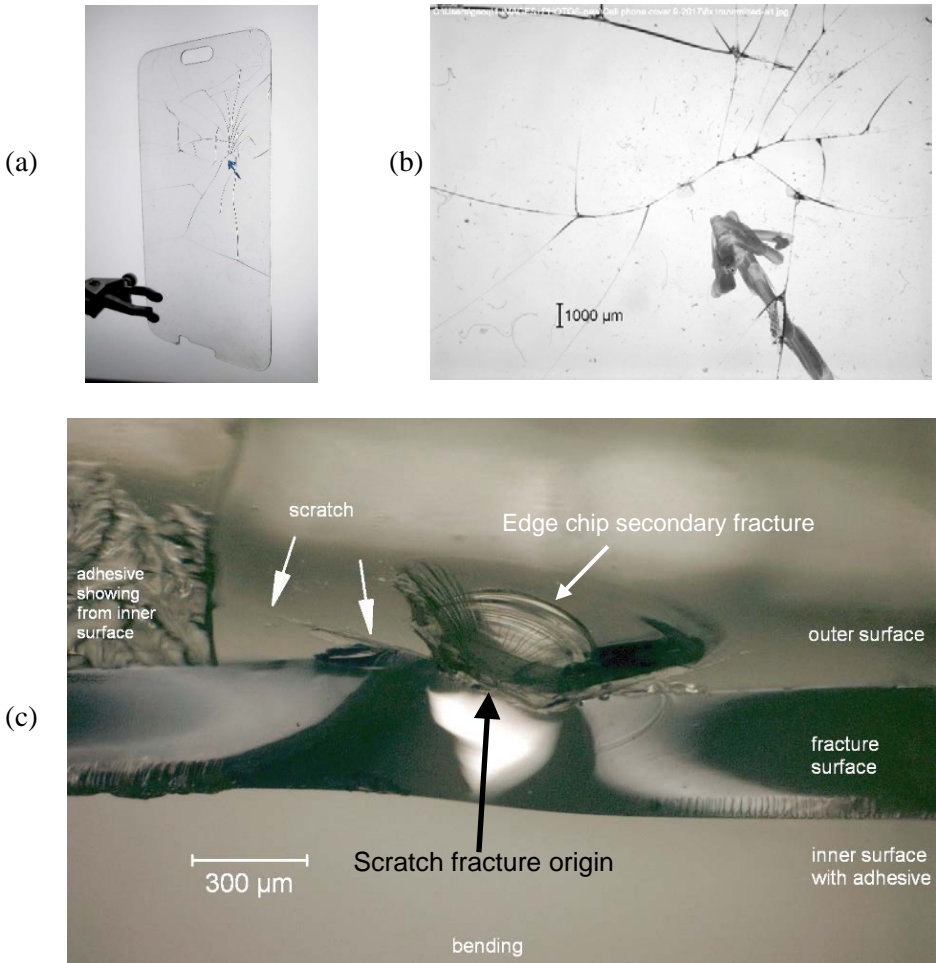 (a)
(b)
1000 µm
(c)
scratch
Edge chip secondary fracture
adhesive
showing
from inner
surface
outer surface
fracture
surface
Scratch fracture origin
300 µm
inner surface
with adhesive
bending